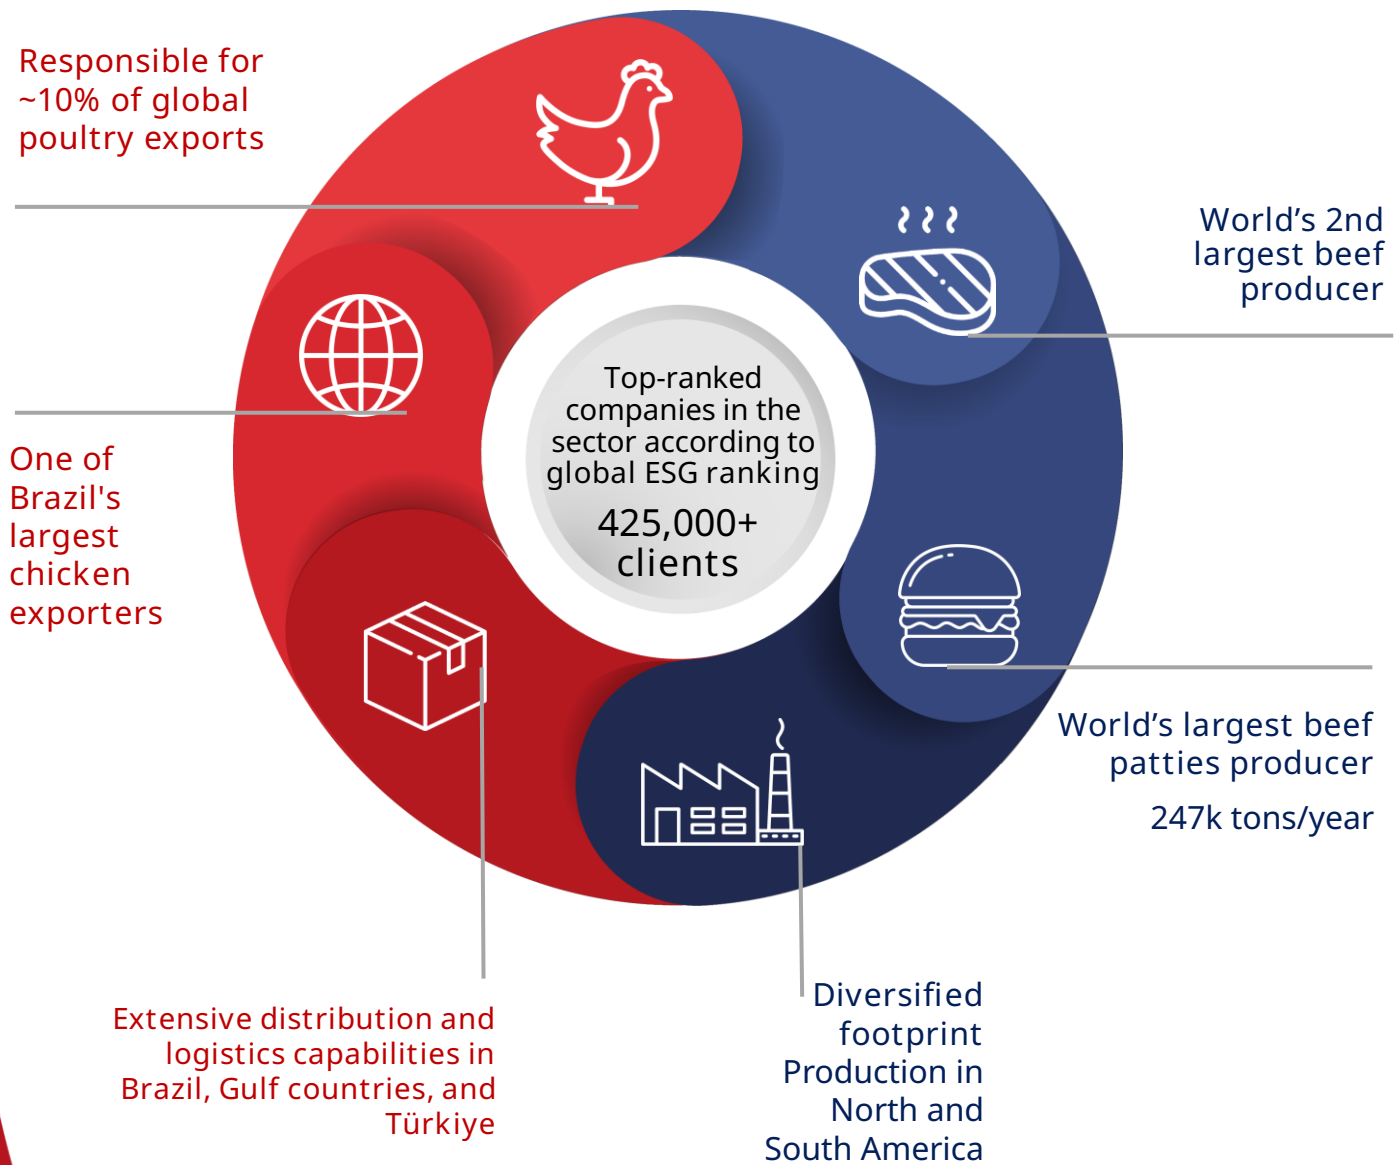 Responsible for
~10% of global
poultry exports
World’s 2nd
largest beef
producer
Top-ranked
companies in the
sector according to
global ESG ranking
425,000+
clients
One of
Brazil's
largest
chicken
exporters
World’s largest beef
patties producer
247k tons/year
Extensive distribution and
logistics capabilities in
Brazil, Gulf countries, and
Türkiye
Diversified
footprint
Production in
North and
South America